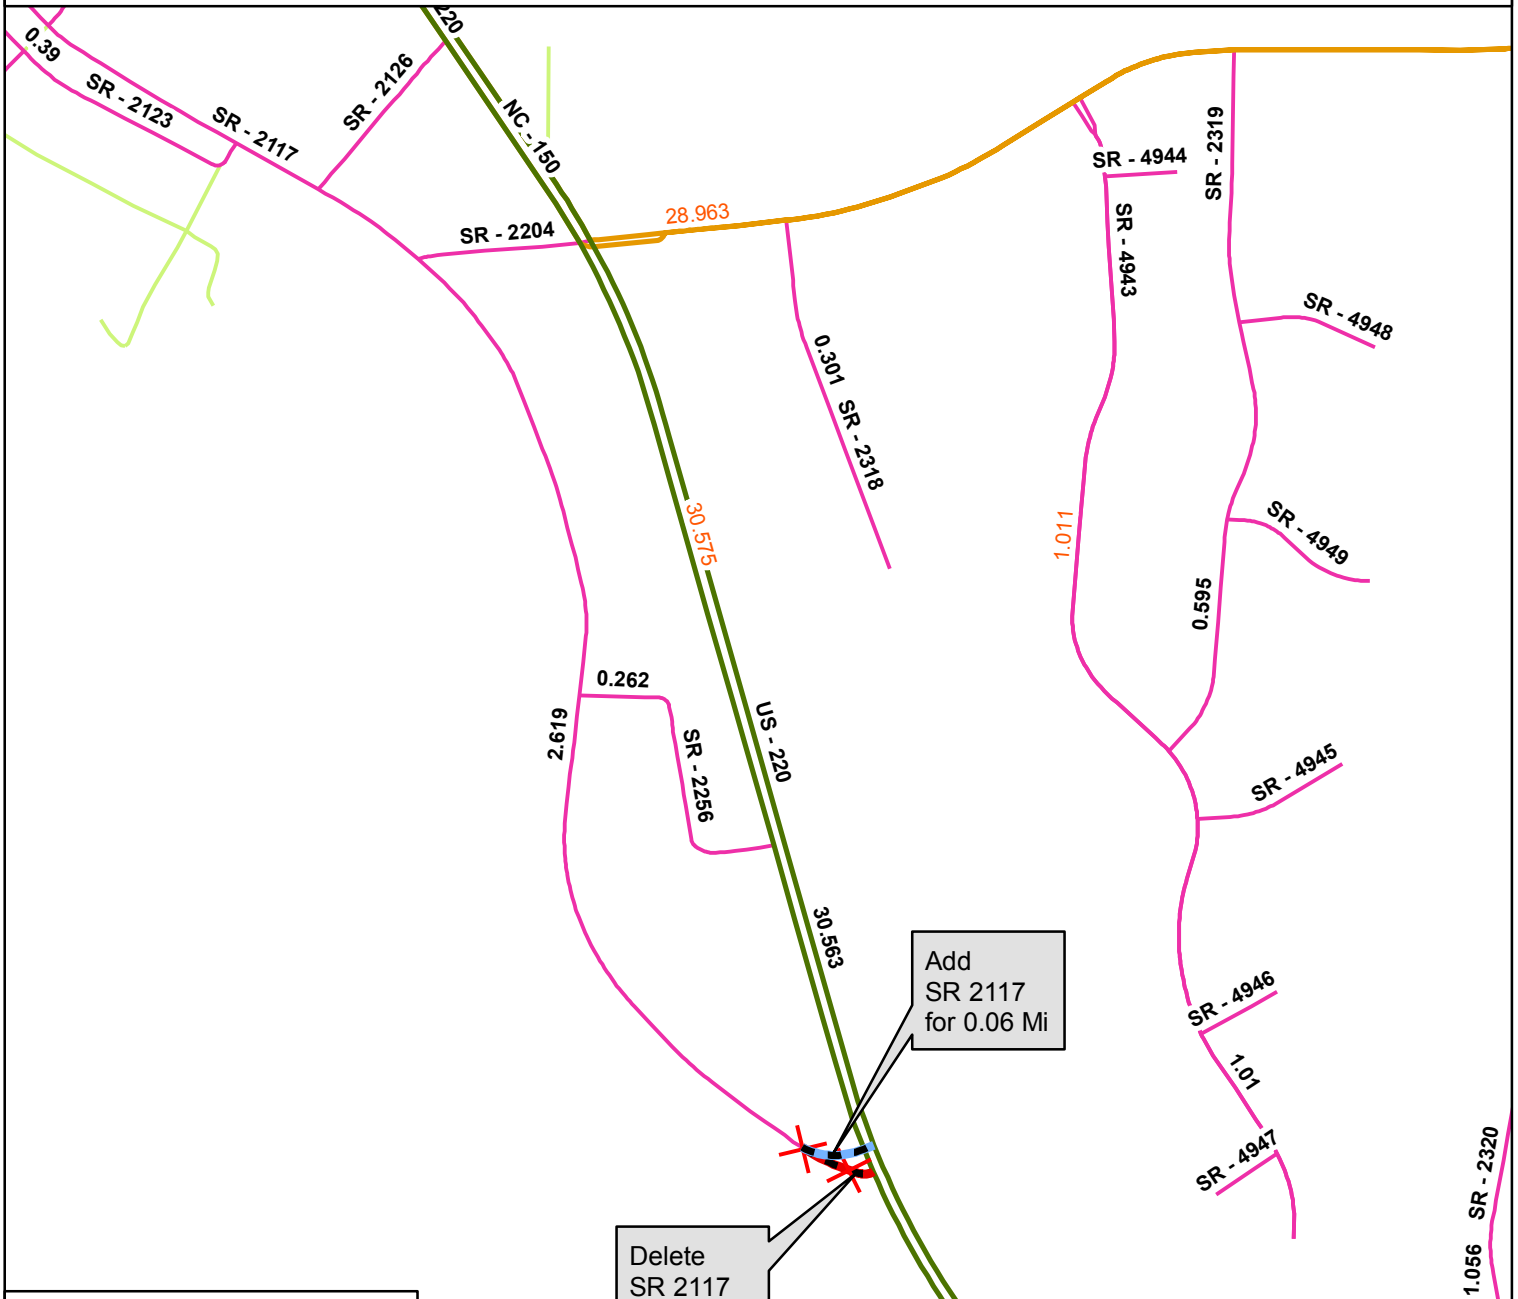 220
0.39
SR - 2123
SR - 2117
SR - 2126
NC - 150
SR - 2204
28.963
SR - 4944
SR - 2319
SR - 4943
SR - 4948
0.301 SR - 2318
30.575
1.011
SR - 4949
0.595
0.262
2.619
SR - 2256
US - 220
SR - 4945
30.563
Add
SR 2117
for 0.06 Mi
SR - 4946
1.01
SR - 4947
1.056 SR - 2320
Delete
SR 2117